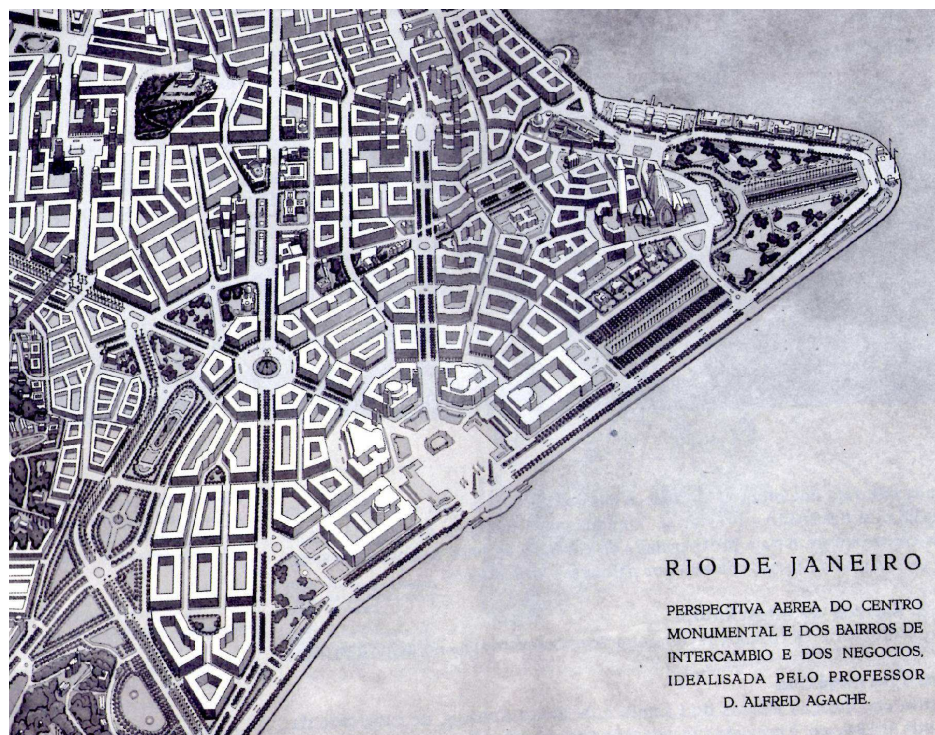 RIO DE JANEIRO
PERSPECTIVA AEREA DO CENTRO
MONUMENTAL E DOS BAIRROS DE
INTERCAMBIO E DOS NEGOCIOS,
IDEALISADA PELO PROFESSOR
D. ALFRED AGACHE.